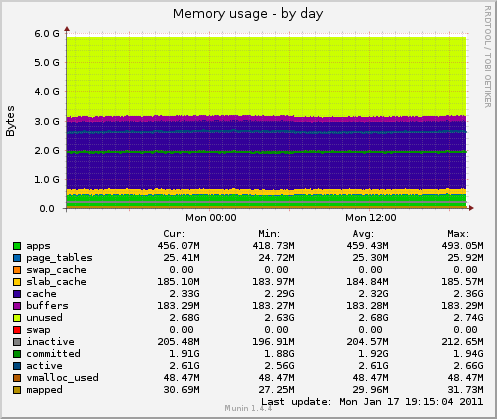 Memory usage - by day
RRDTOOL / TOBI OETIKER
Bytes
6.0 G
5.0 G
4.0 G
3.0 G
2.0 G
1.0 G
0.0
Mon 00:00 Mon 12:00
Cur: Min: Avg: Max:
apps 456.07M 418.73M 459.43M 493.05M
page_tables 25.41M 24.72M 25.30M 25.92M
swap_cache 0.00 0.00 0.00 0.00
slab_cache 185.10M 183.97M 184.84M 185.57M
cache 2.33G 2.29G 2.32G 2.36G
buffers 183.29M 183.27M 183.28M 183.29M
unused 2.68G 2.63G 2.68G 2.74G
swap 0.00 0.00 0.00 0.00
inactive 205.48M 196.91M 204.57M 212.65M
committed 1.91G 1.88G 1.92G 1.94G
active 2.61G 2.56G 2.61G 2.66G
vmalloc_used 48.47M 48.47M 48.47M 48.47M
mapped 30.69M 27.25M 29.96M 31.73M
Last update: Mon Jan 17 19:15:04 2011
Munin 1.4.4